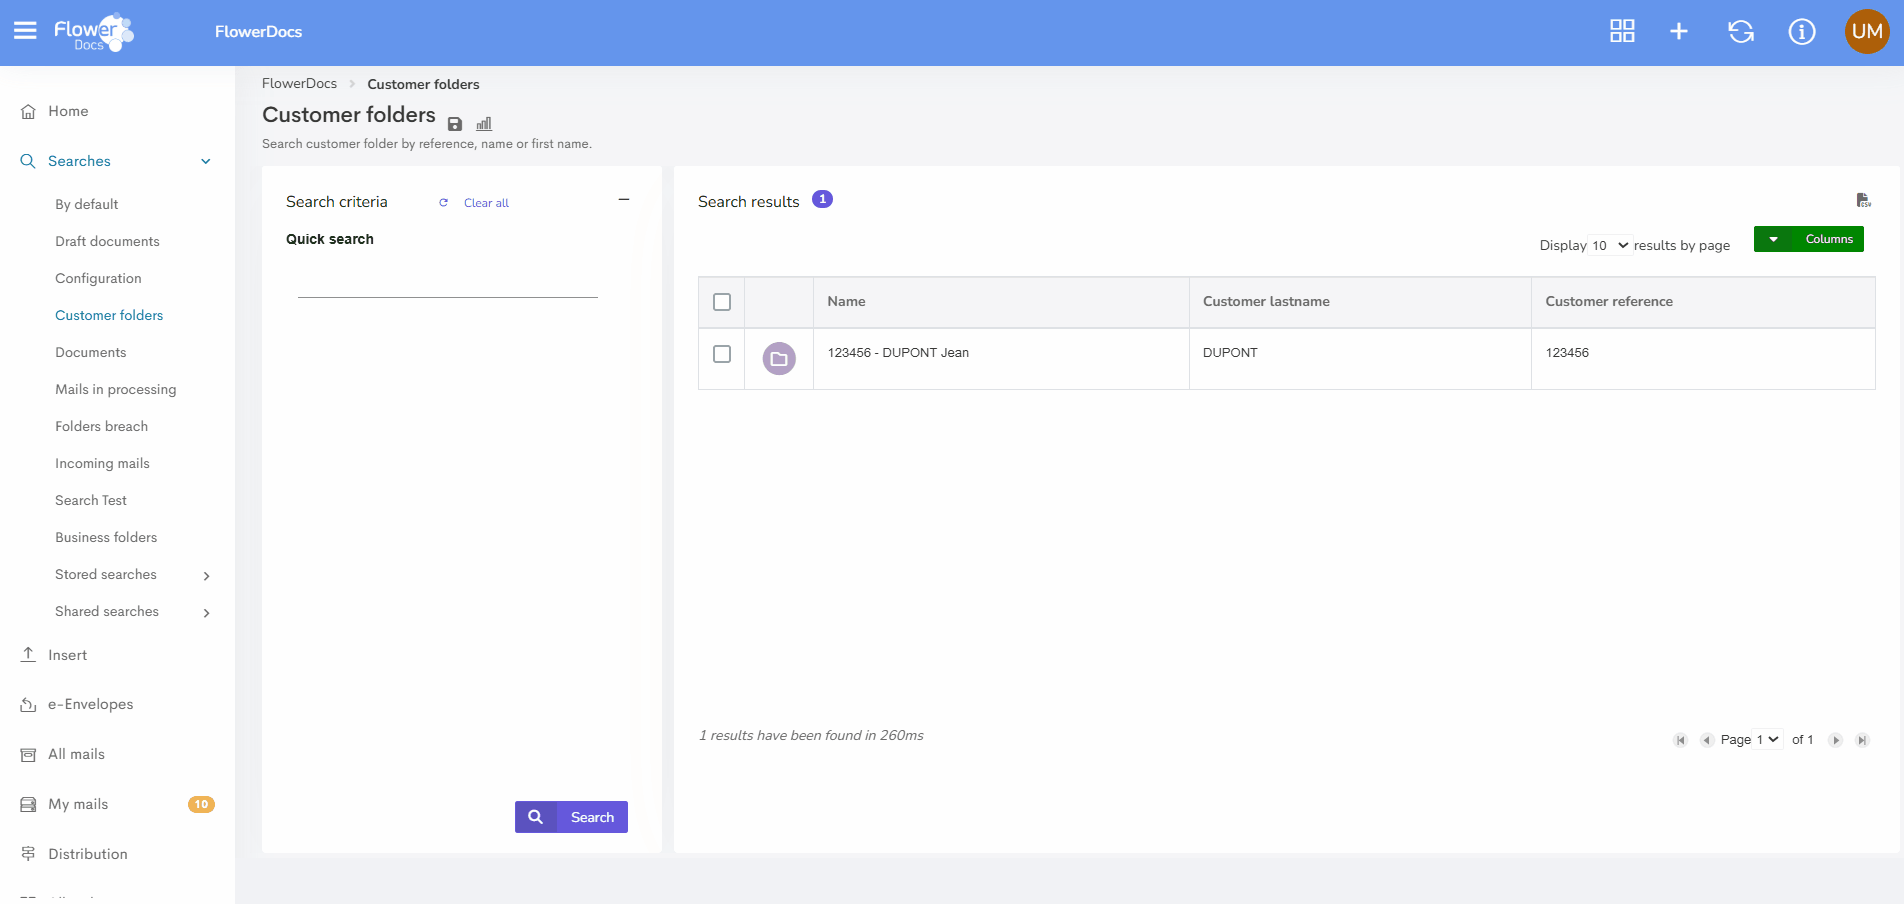 Flower
Docs
FlowerDocs
UM
FlowerDocs
Customer folders
Customer folders
Search customer folder by reference, name or first name.
Home
Searches
By default
Draft documents
Configuration
Customer folders
Documents
Mails in processing
Folders breach
Incoming mails
Search Test
Business folders
Stored searches
Shared searches
Insert
e-Envelopes
All mails
My mails 10
Distribution
Search criteria
Clear all
Quick search
Search
Search results 1
CSV
Display 10 results by page
Columns
Name Customer lastname Customer reference
123456 - DUPONT Jean DUPONT 123456
1 results have been found in 260ms
Page 1 of 1